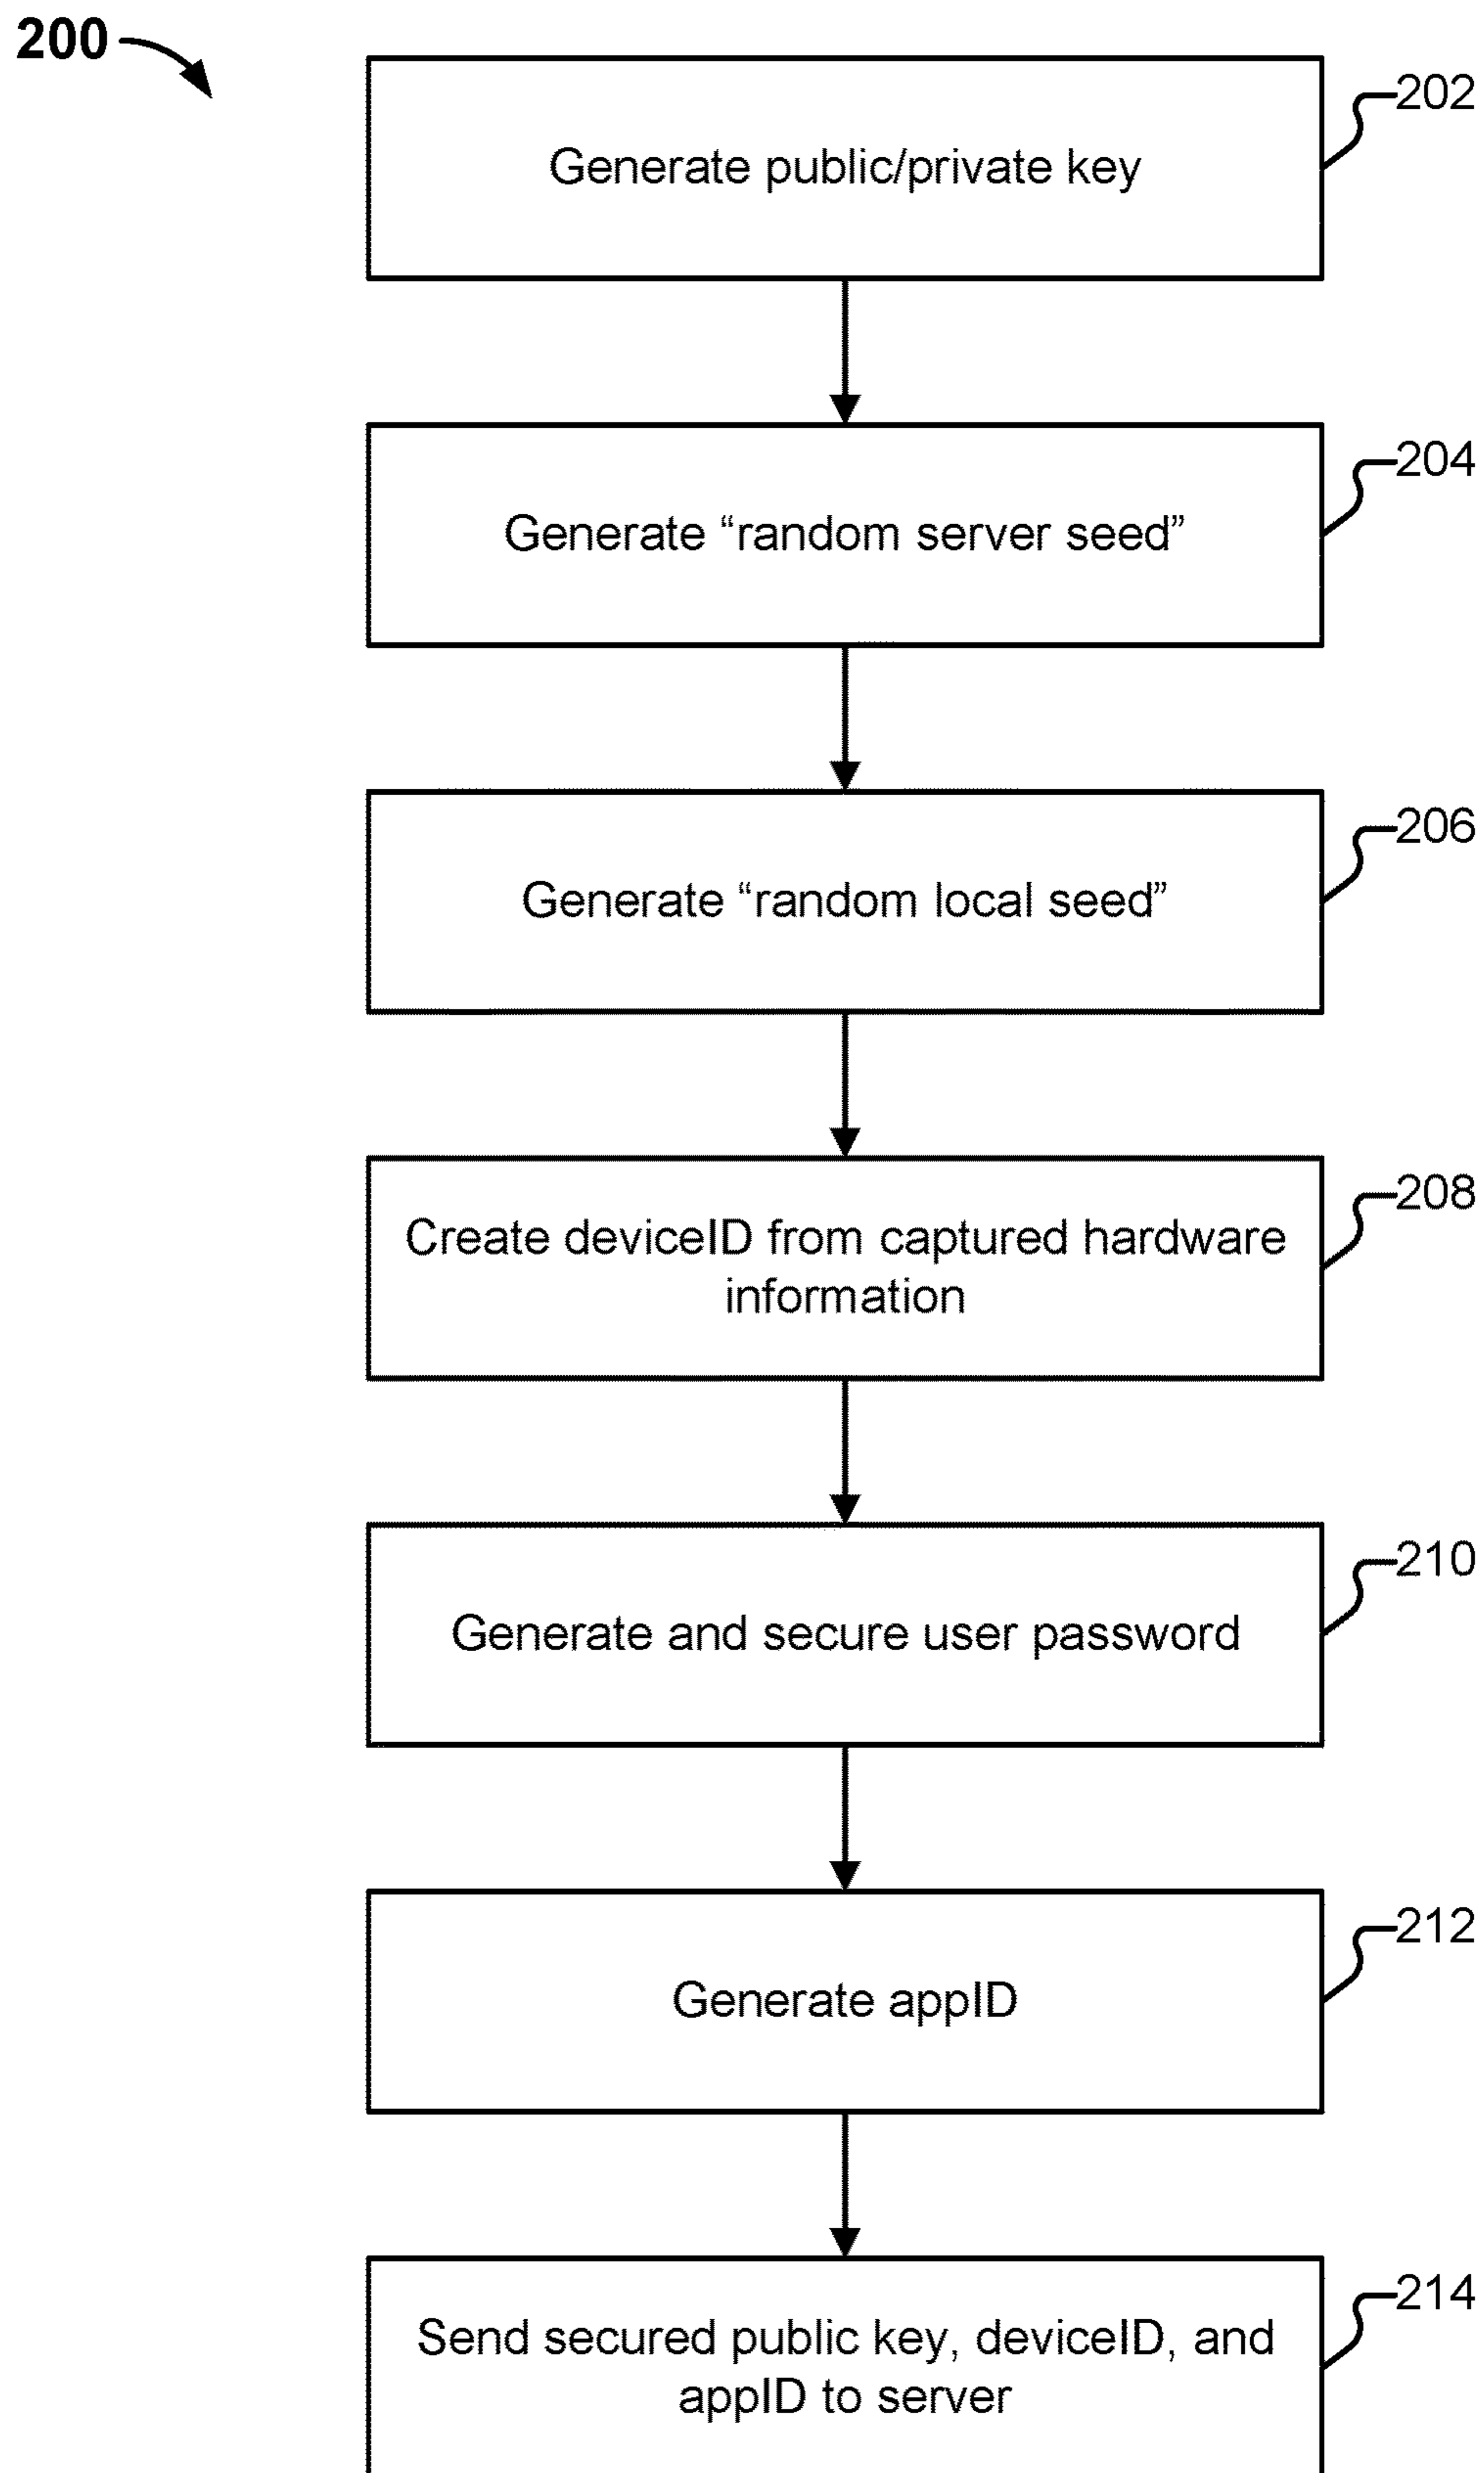 200
202
Generate public/private key
204
Generate “random server seed”
206
Generate “random local seed”
208
Create deviceID from captured hardware
information
210
Generate and secure user password
212
Generate appID
214
Send secured public key, deviceID, and
appID to server